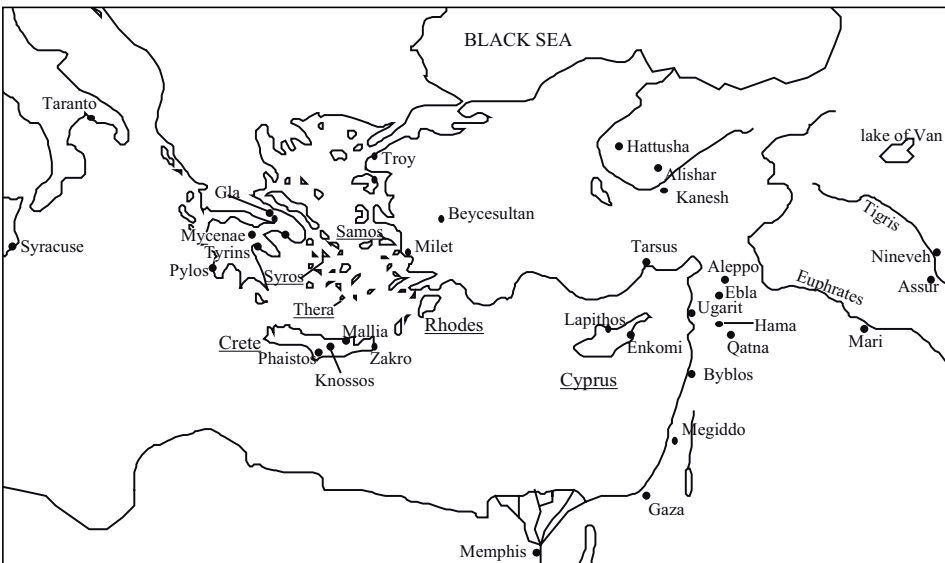 BLACK SEA
Taranto
Hattusha
lake of Van
Troy
Alishar
Kanesh
Gla
Beycesultan
Tigris
Mycenae
Samos
Syracuse
Tyrins
Milet
Tarsus
Nineveh
Pylos
Syros
Aleppo
Assur
Ebla
Euphrates
Thera
Ugarit
Rhodes
Lapithos
Hama
Crete
Mallia
Mari
Phaistos
Zakro
Enkomi
Qatna
Knossos
Cyprus
Byblos
Megiddo
Gaza
Memphis